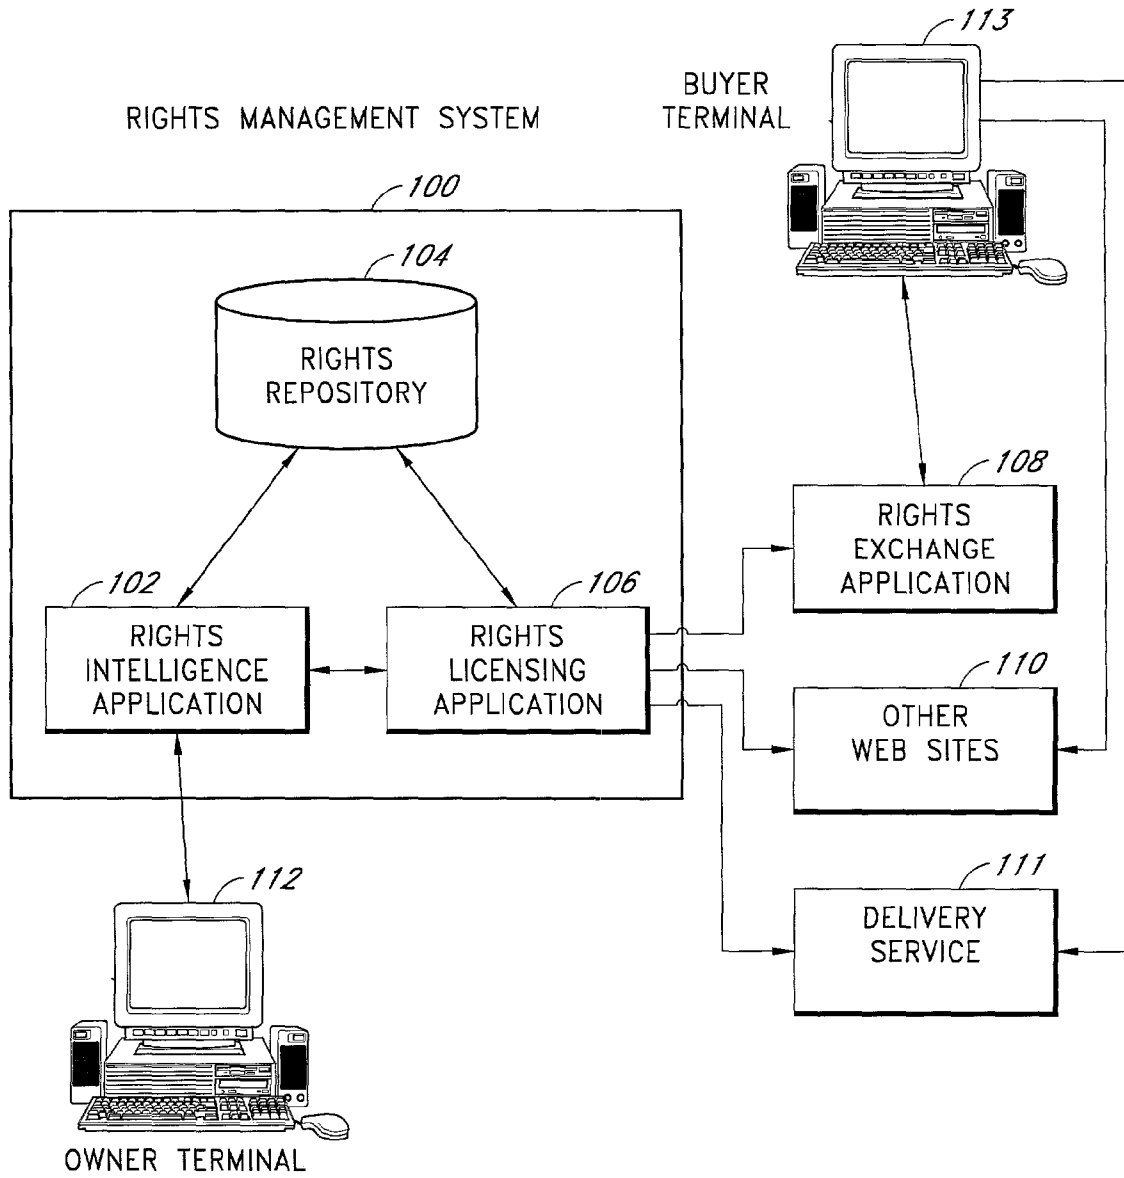 113
BUYER
TERMINAL
RIGHTS MANAGEMENT SYSTEM
100
104
RIGHTS
REPOSITORY
108
RIGHTS
EXCHANGE
APPLICATION
102
RIGHTS
INTELLIGENCE
APPLICATION
106
RIGHTS
LICENSING
APPLICATION
110
OTHER
WEB SITES
111
DELIVERY
SERVICE
112
OWNER TERMINAL